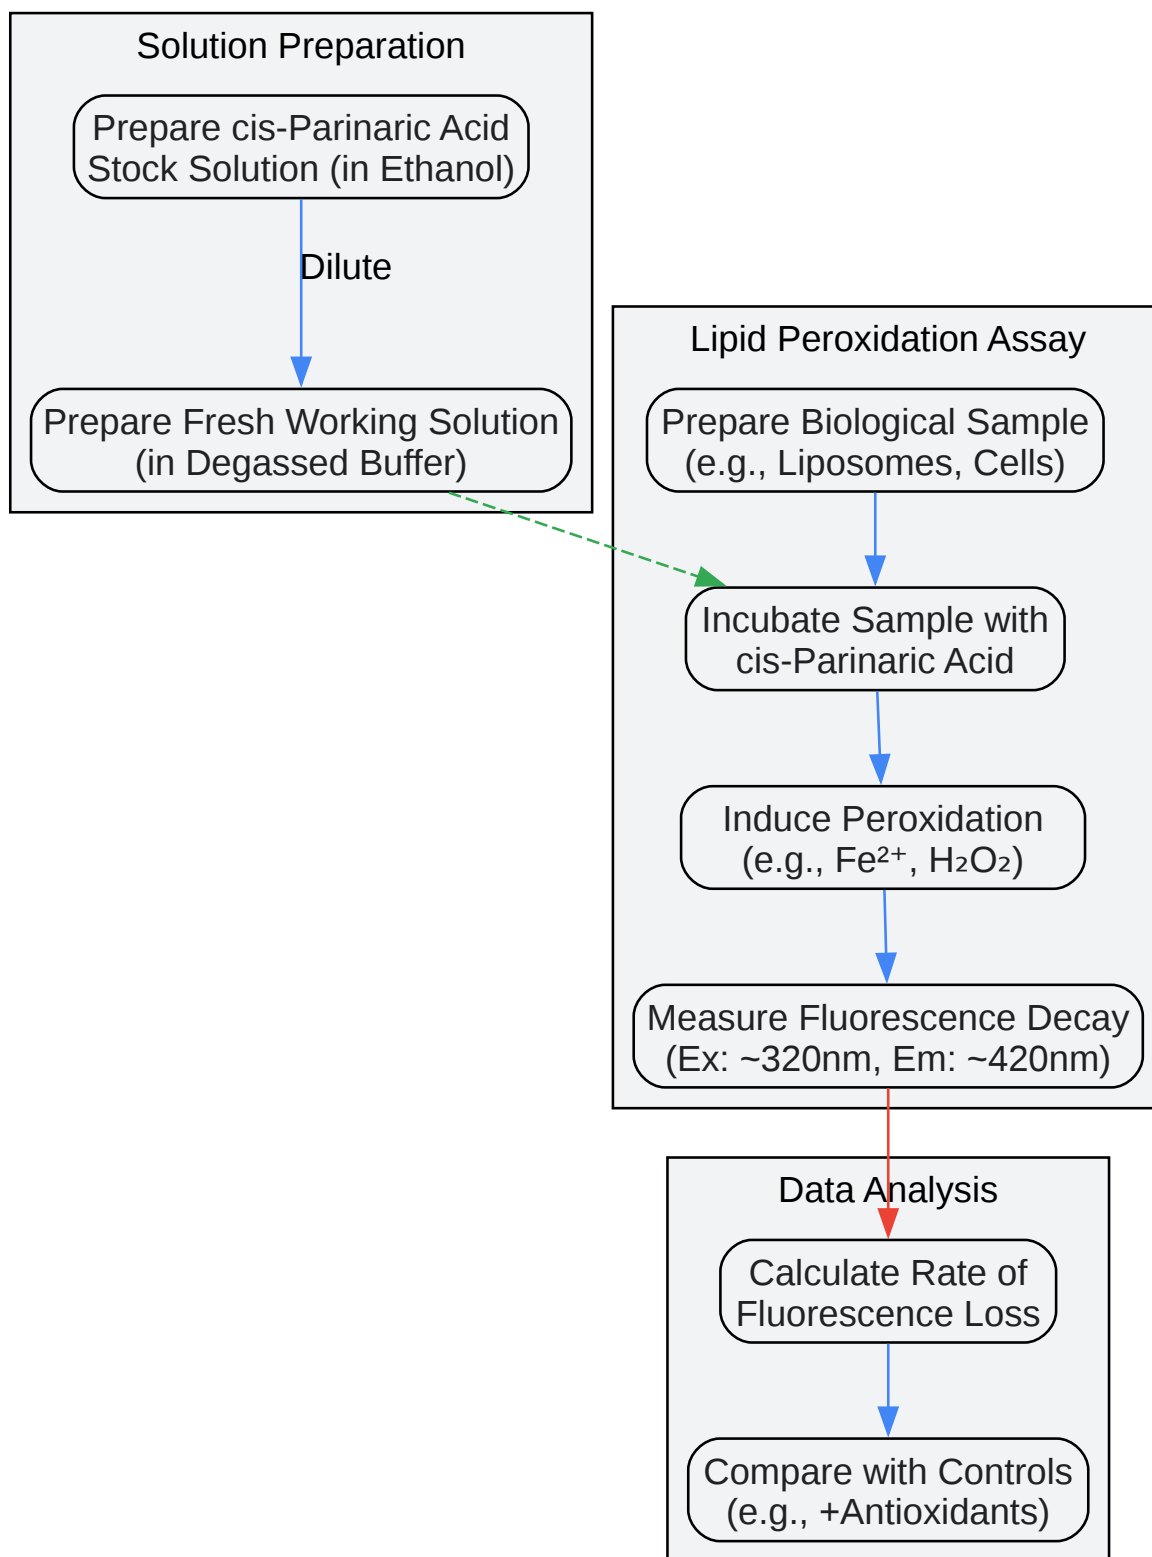 Solution Preparation
Prepare cis-Parinaric Acid
Stock Solution (in Ethanol)
Dilute
Prepare Fresh Working Solution
(in Degassed Buffer)
Lipid Peroxidation Assay
Prepare Biological Sample
(e.g., Liposomes, Cells)
Incubate Sample with
cis-Parinaric Acid
Induce Peroxidation
(e.g., Fe²⁺, H₂O₂)
Measure Fluorescence Decay
(Ex: ~320nm, Em: ~420nm)
Data Analysis
Calculate Rate of
Fluorescence Loss
Compare with Controls
(e.g., +Antioxidants)